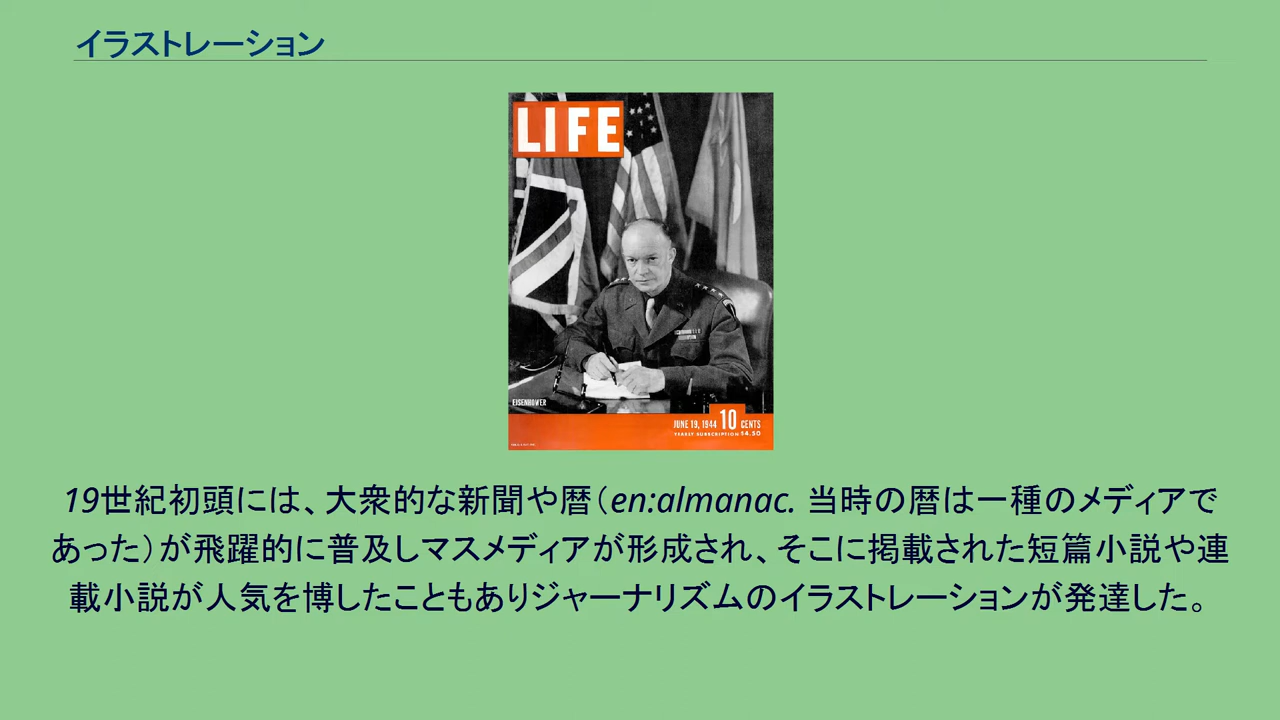 イラストレーション
LIFE
EISENHOWER
JUNE 19, 1944 10 CENTS
YEARLY SUBSCRIPTION $4.50
19世紀初頭には、大衆的な新聞や暦（en:almanac. 当時の暦は一種のメディアで
あった）が飛躍的に普及しマスメディアが形成され、そこに掲載された短篇小説や連
載小説が人気を博したこともありジャーナリズムのイラストレーションが発達した。